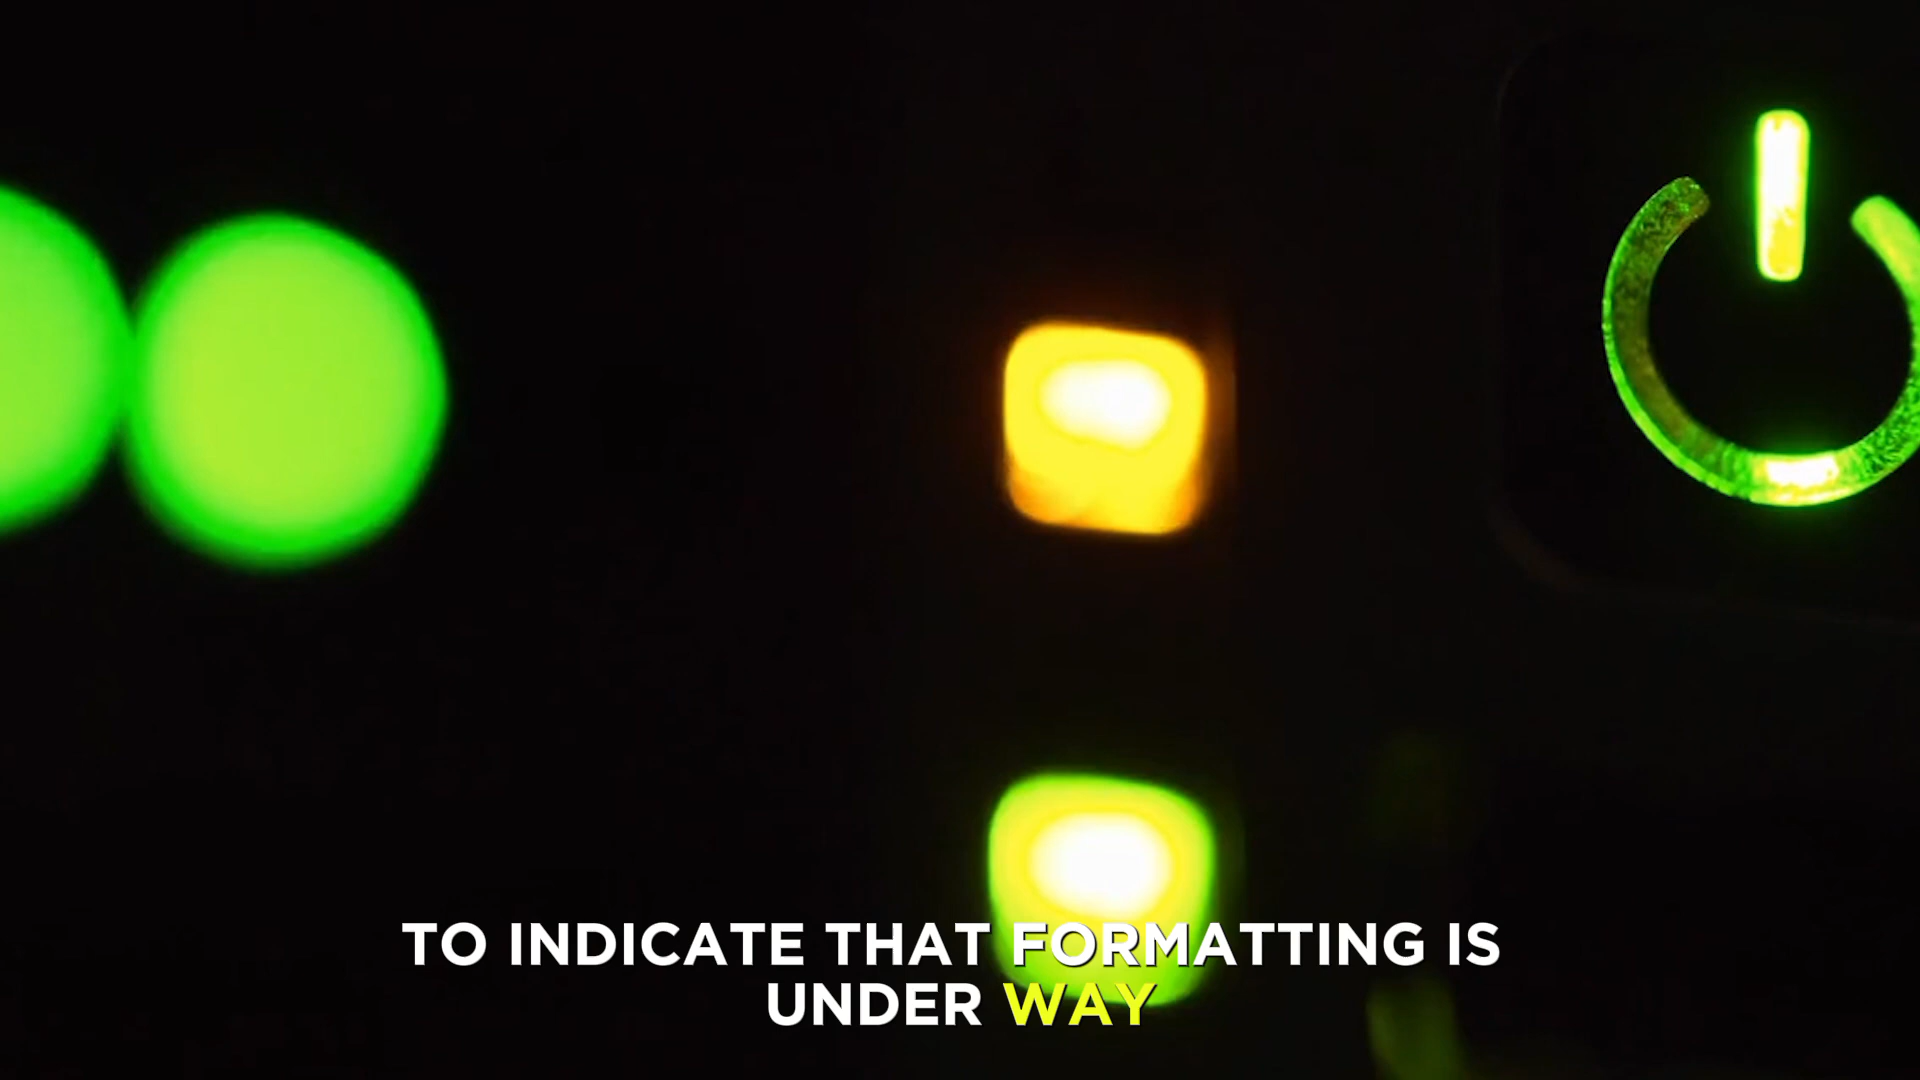 TO INDICATE THAT FORMATTING IS
UNDER WAY